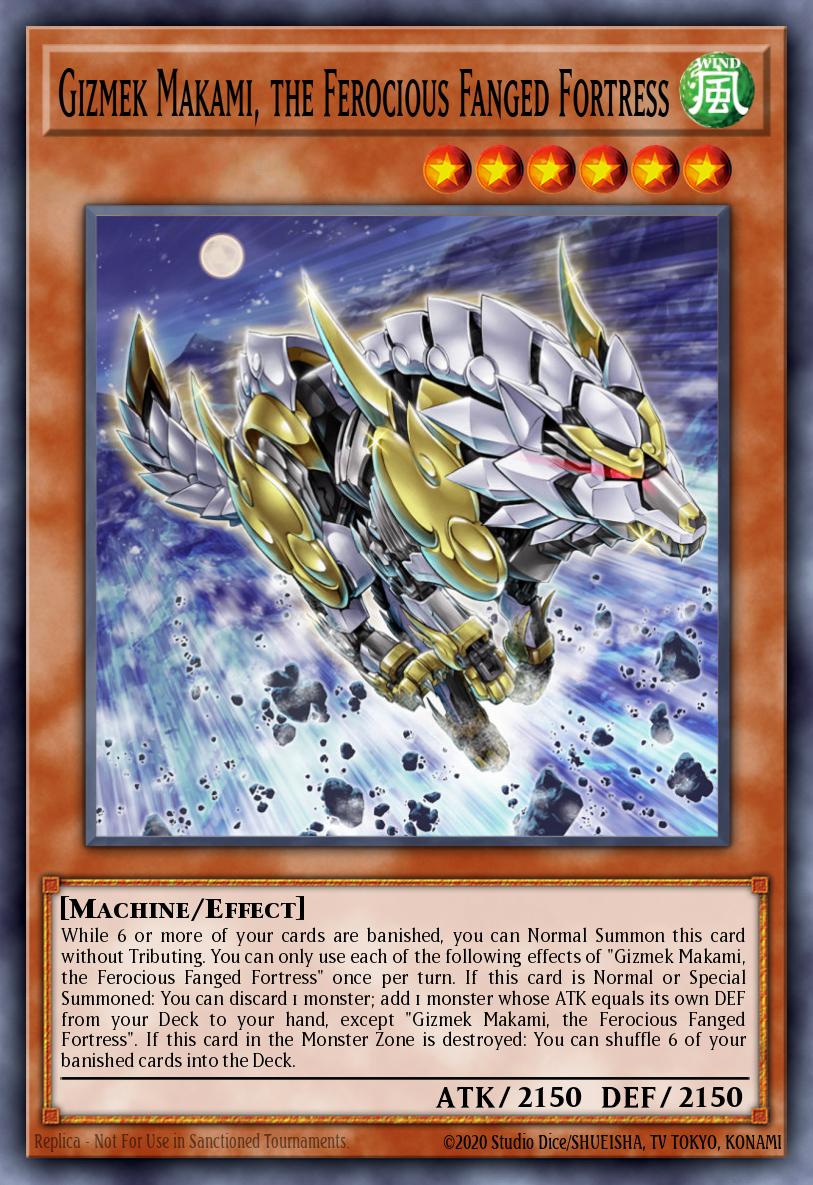 Gizmek Makami, the Ferocious Fanged Fortress
WIND
風
[Machine/Effect]
While 6 or more of your cards are banished, you can Normal Summon this card
without Tributing. You can only use each of the following effects of "Gizmek Makami,
the Ferocious Fanged Fortress" once per turn. If this card is Normal or Special
Summoned: You can discard 1 monster; add 1 monster whose ATK equals its own DEF
from your Deck to your hand, except "Gizmek Makami, the Ferocious Fanged
Fortress". If this card in the Monster Zone is destroyed: You can shuffle 6 of your
banished cards into the Deck.
ATK/2150 DEF/2150
Replica - Not For Use in Sanctioned Tournaments.
©2020 Studio Dice/SHUEISHA, TV TOKYO, KONAMI